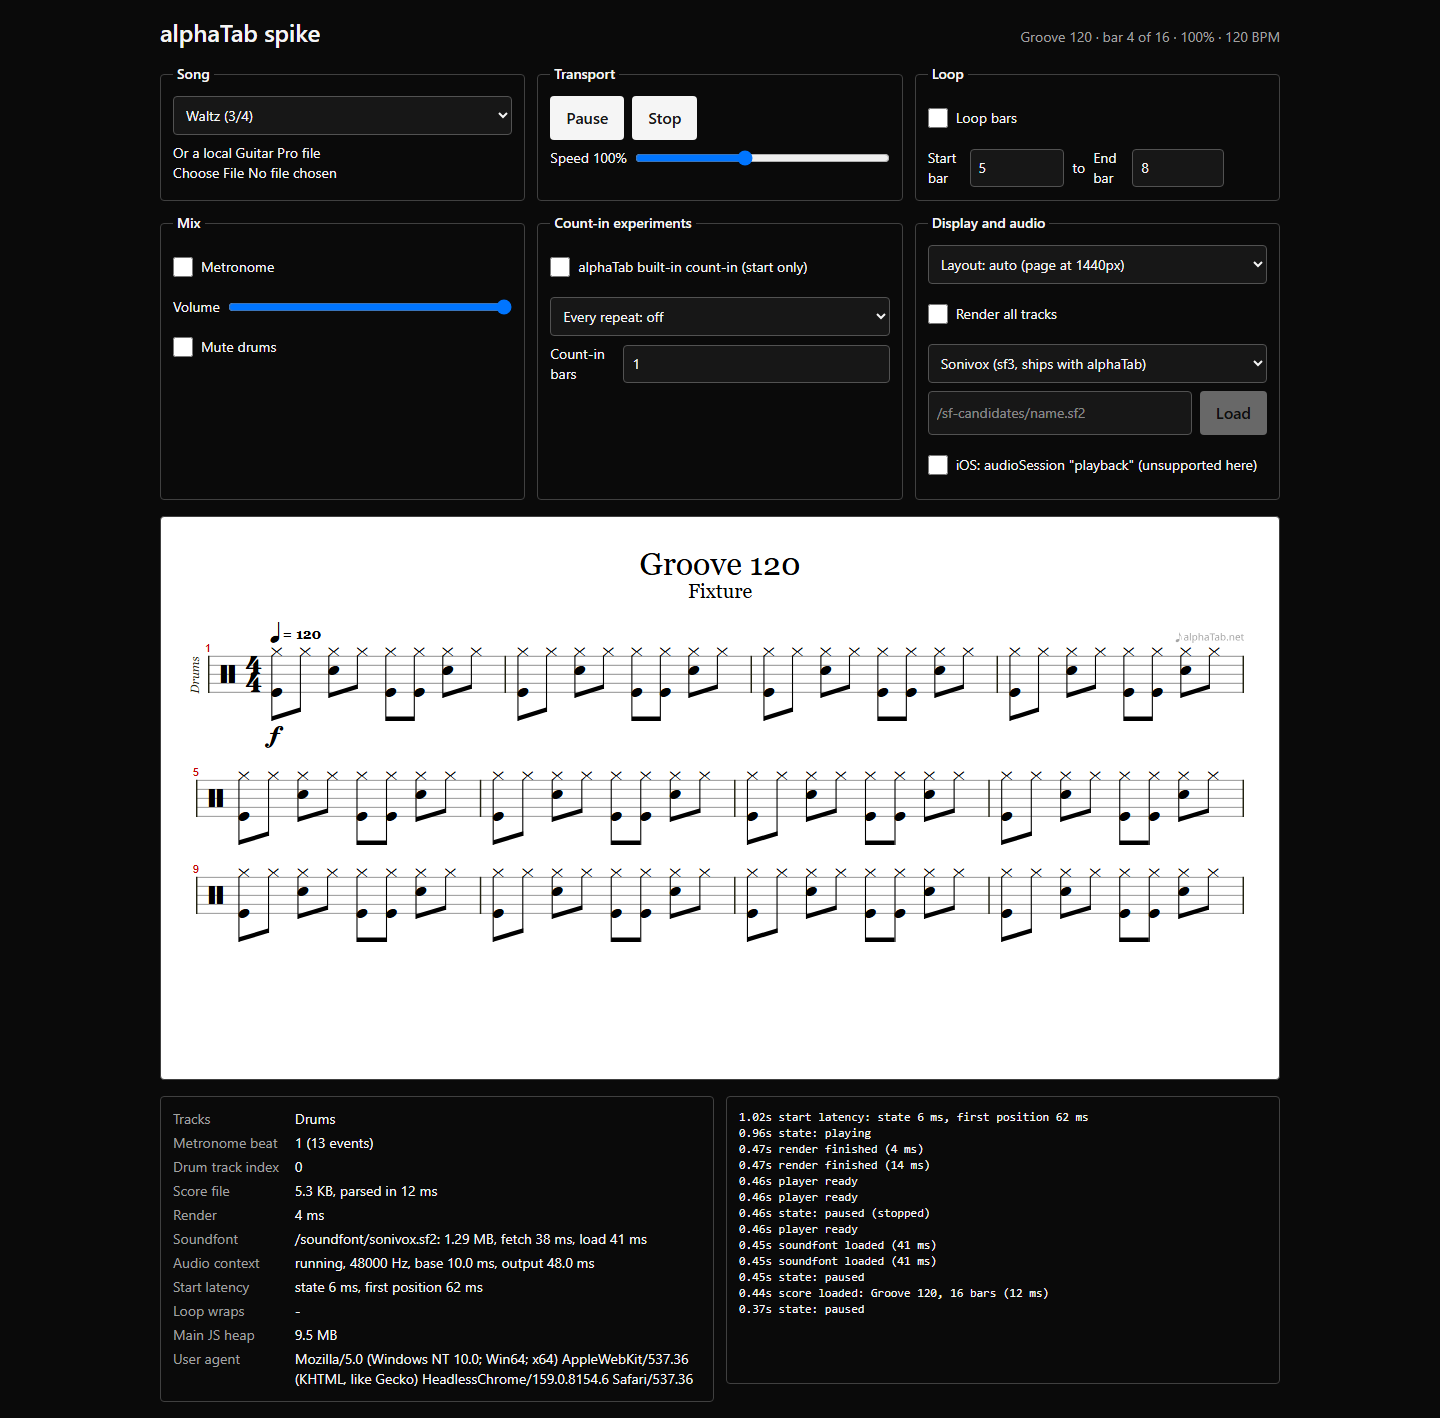 alphaTab spike
Groove 120 · bar 4 of 16 · 100% · 120 BPM
Song
Waltz (3/4)
Or a local Guitar Pro file
Choose File No file chosen
Transport
Pause
Stop
Speed 100%
Loop
Loop bars
Start bar
5
to
End bar
8
Mix
Metronome
Volume
Mute drums
Count-in experiments
alphaTab built-in count-in (start only)
Every repeat: off
Count-in bars
1
Display and audio
Layout: auto (page at 1440px)
Render all tracks
Sonivox (sf3, ships with alphaTab)
/sf-candidates/name.sf2
Load
iOS: audioSession "playback" (unsupported here)
Groove 120
Fixture
= 120
alphaTab.net
1
Drums
4
4
f
5
9
Tracks Drums
Metronome beat 1 (13 events)
Drum track index 0
Score file 5.3 KB, parsed in 12 ms
Render 4 ms
Soundfont /soundfont/sonivox.sf2: 1.29 MB, fetch 38 ms, load 41 ms
Audio context running, 48000 Hz, base 10.0 ms, output 48.0 ms
Start latency state 6 ms, first position 62 ms
Loop wraps -
Main JS heap 9.5 MB
User agent Mozilla/5.0 (Windows NT 10.0; Win64; x64) AppleWebKit/537.36
(KHTML, like Gecko) HeadlessChrome/159.0.8154.6 Safari/537.36
1.02s start latency: state 6 ms, first position 62 ms
0.96s state: playing
0.47s render finished (4 ms)
0.47s render finished (14 ms)
0.46s player ready
0.46s player ready
0.46s state: paused (stopped)
0.46s player ready
0.45s soundfont loaded (41 ms)
0.45s soundfont loaded (41 ms)
0.45s state: paused
0.44s score loaded: Groove 120, 16 bars (12 ms)
0.37s state: paused